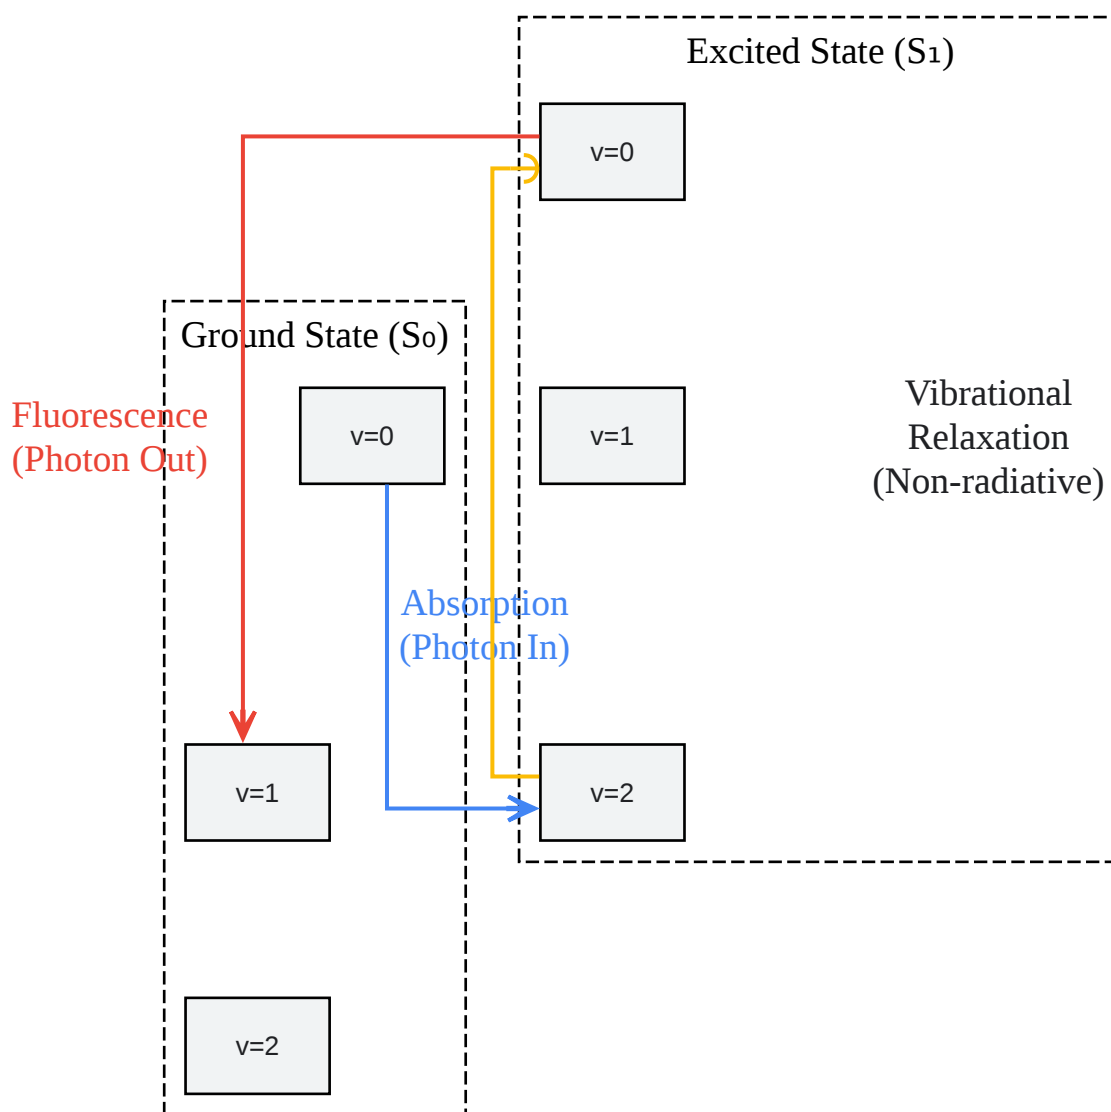 Excited State (S₁)
v=0
Ground State (S₀)
Fluorescence
(Photon Out)
v=0
v=1
Vibrational
Relaxation
(Non-radiative)
Absorption
(Photon In)
v=1
v=2
v=2